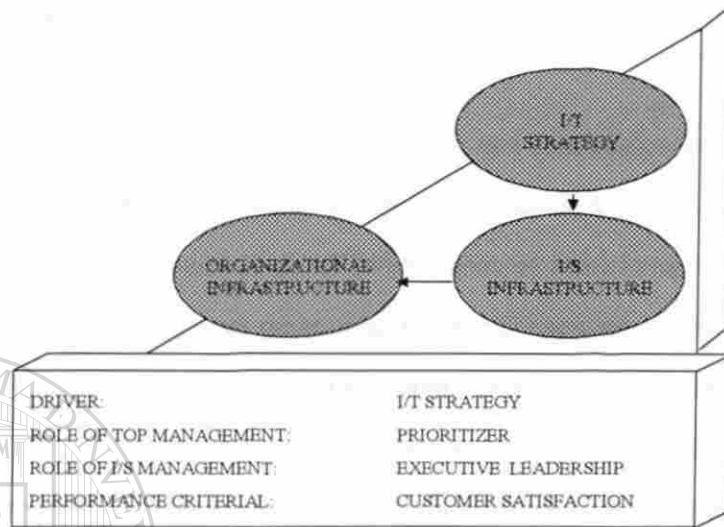 I/T
STRATEGY
ORGANIZATIONAL
INFRASTRUCTURE
I/S
INFRASTRUCTURE
DRIVER: I/T STRATEGY
ROLE OF TOP MANAGEMENT: PRIORITIZER
ROLE OF I/S MANAGEMENT: EXECUTIVE LEADERSHIP
PERFORMANCE CRITERIAL: CUSTOMER SATISFACTION